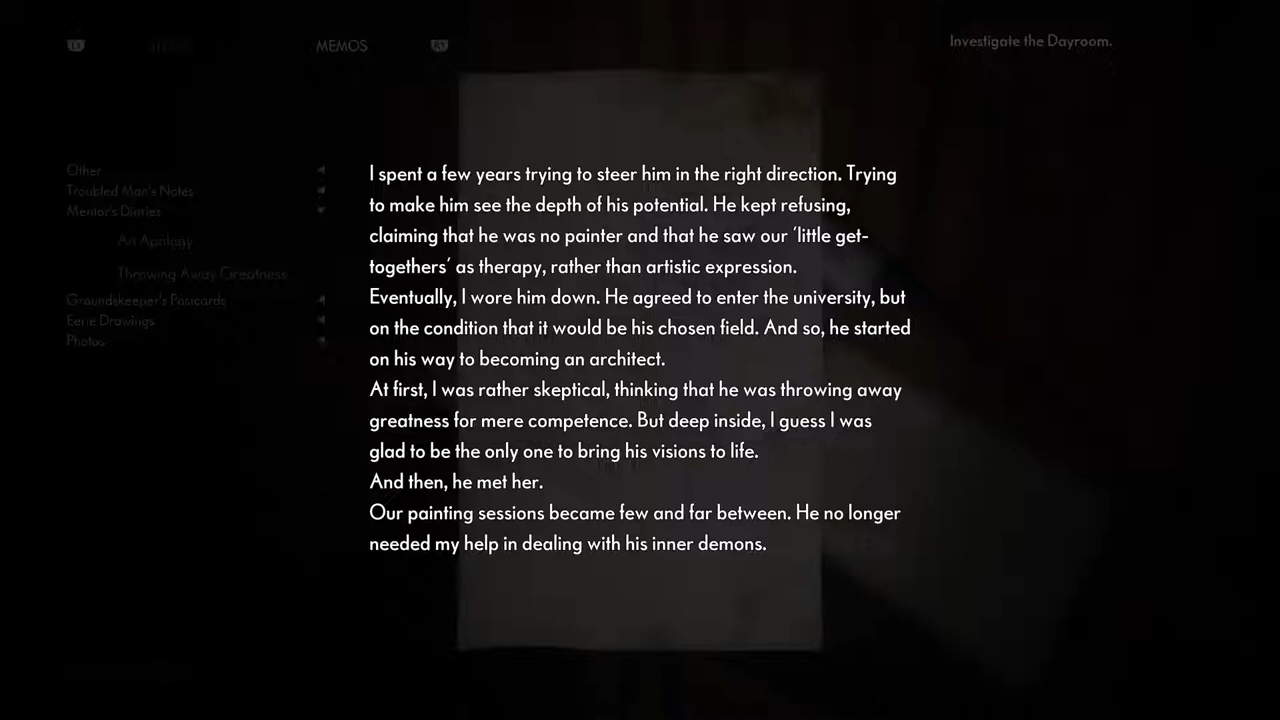 L1
MEMOS
R1
Investigate the Dayroom.
Other
Troubled Man's Notes
Mentor's Diaries
An Apology
Throwing Away Greatness
Groundskeeper's Postcards
Eerie Drawings
Photos
I spent a few years trying to steer him in the right direction. Trying
to make him see the depth of his potential. He kept refusing,
claiming that he was no painter and that he saw our 'little get-
togethers' as therapy, rather than artistic expression.
Eventually, I wore him down. He agreed to enter the university, but
on the condition that it would be his chosen field. And so, he started
on his way to becoming an architect.
At first, I was rather skeptical, thinking that he was throwing away
greatness for mere competence. But deep inside, I guess I was
glad to be the only one to bring his visions to life.
And then, he met her.
Our painting sessions became few and far between. He no longer
needed my help in dealing with his inner demons.